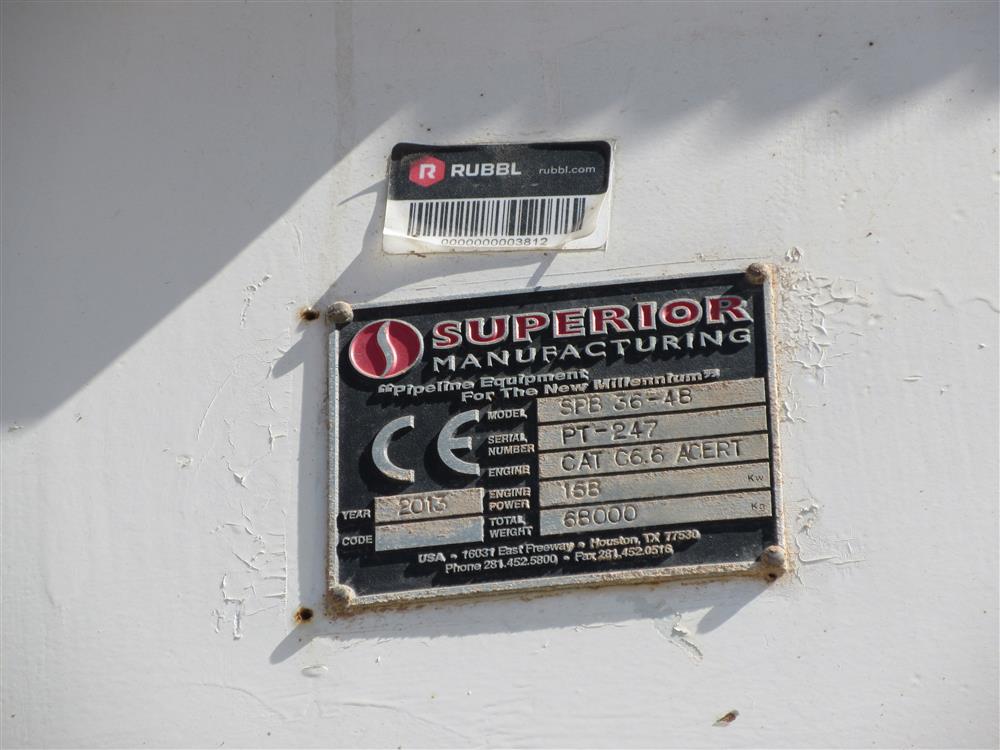 R RUBBL rubbl.com
0000000003812
SUPERIOR
MANUFACTURING
"Pipeline Equipment
For The New Millennium"
CE
MODEL SPB 36-48
SERIAL NUMBER PT-247
ENGINE CAT C6.6 ACERT
YEAR 2013
ENGINE POWER 168 Kw
CODE
TOTAL WEIGHT 68000 Kg
USA • 16031 East Freeway • Houston, TX 77530
Phone 281.452.5800 • Fax 281.452.0516